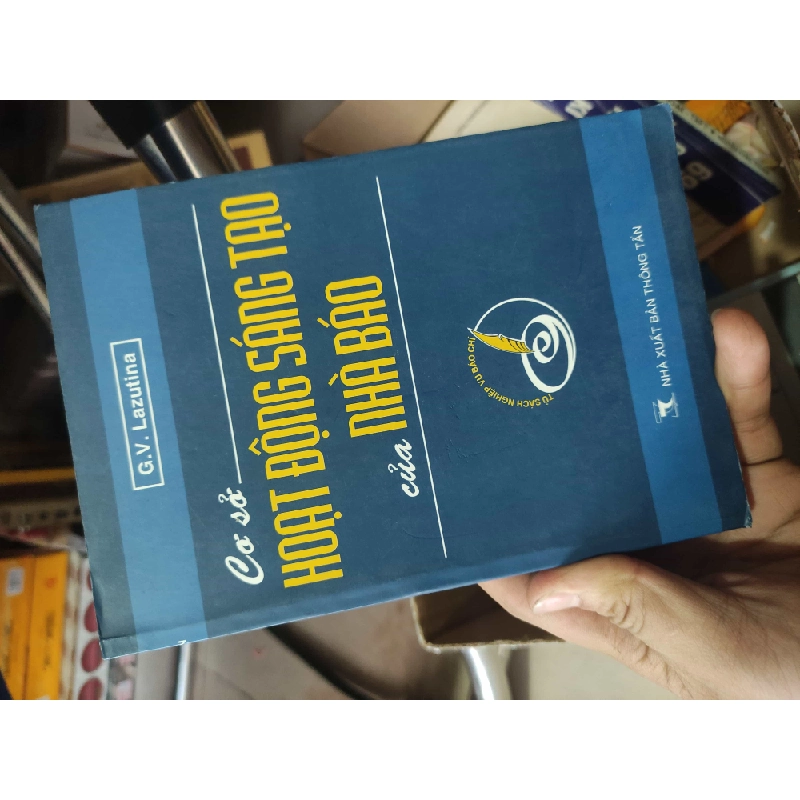 G.V. Lazutina
Cơ sở
HOẠT ĐỘNG SÁNG TẠO
của NHÀ BÁO
TỦ SÁCH NGHIỆP VỤ BÁO CHÍ
NHÀ XUẤT BẢN THÔNG TẤN